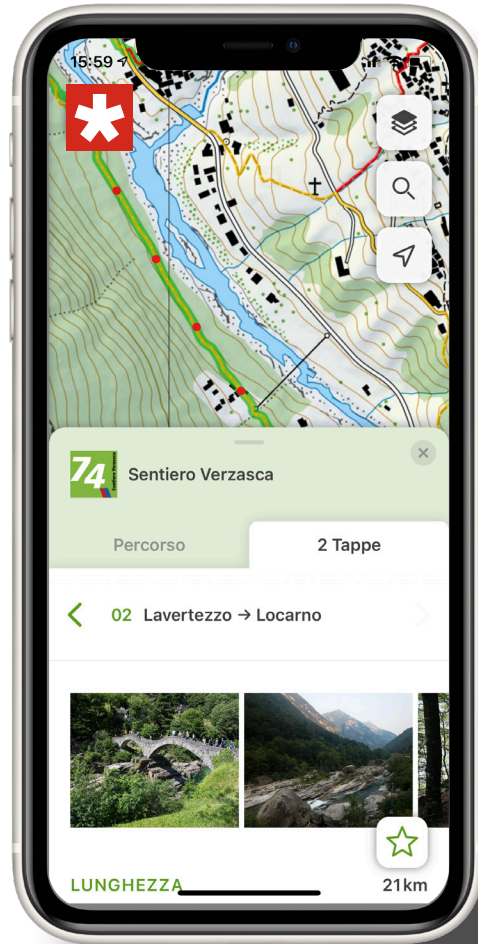 15:59
74
Sentiero Verzasca
Percorso
2 Tappe
02 Lavertezzo → Locarno
LUNGHEZZA
21km